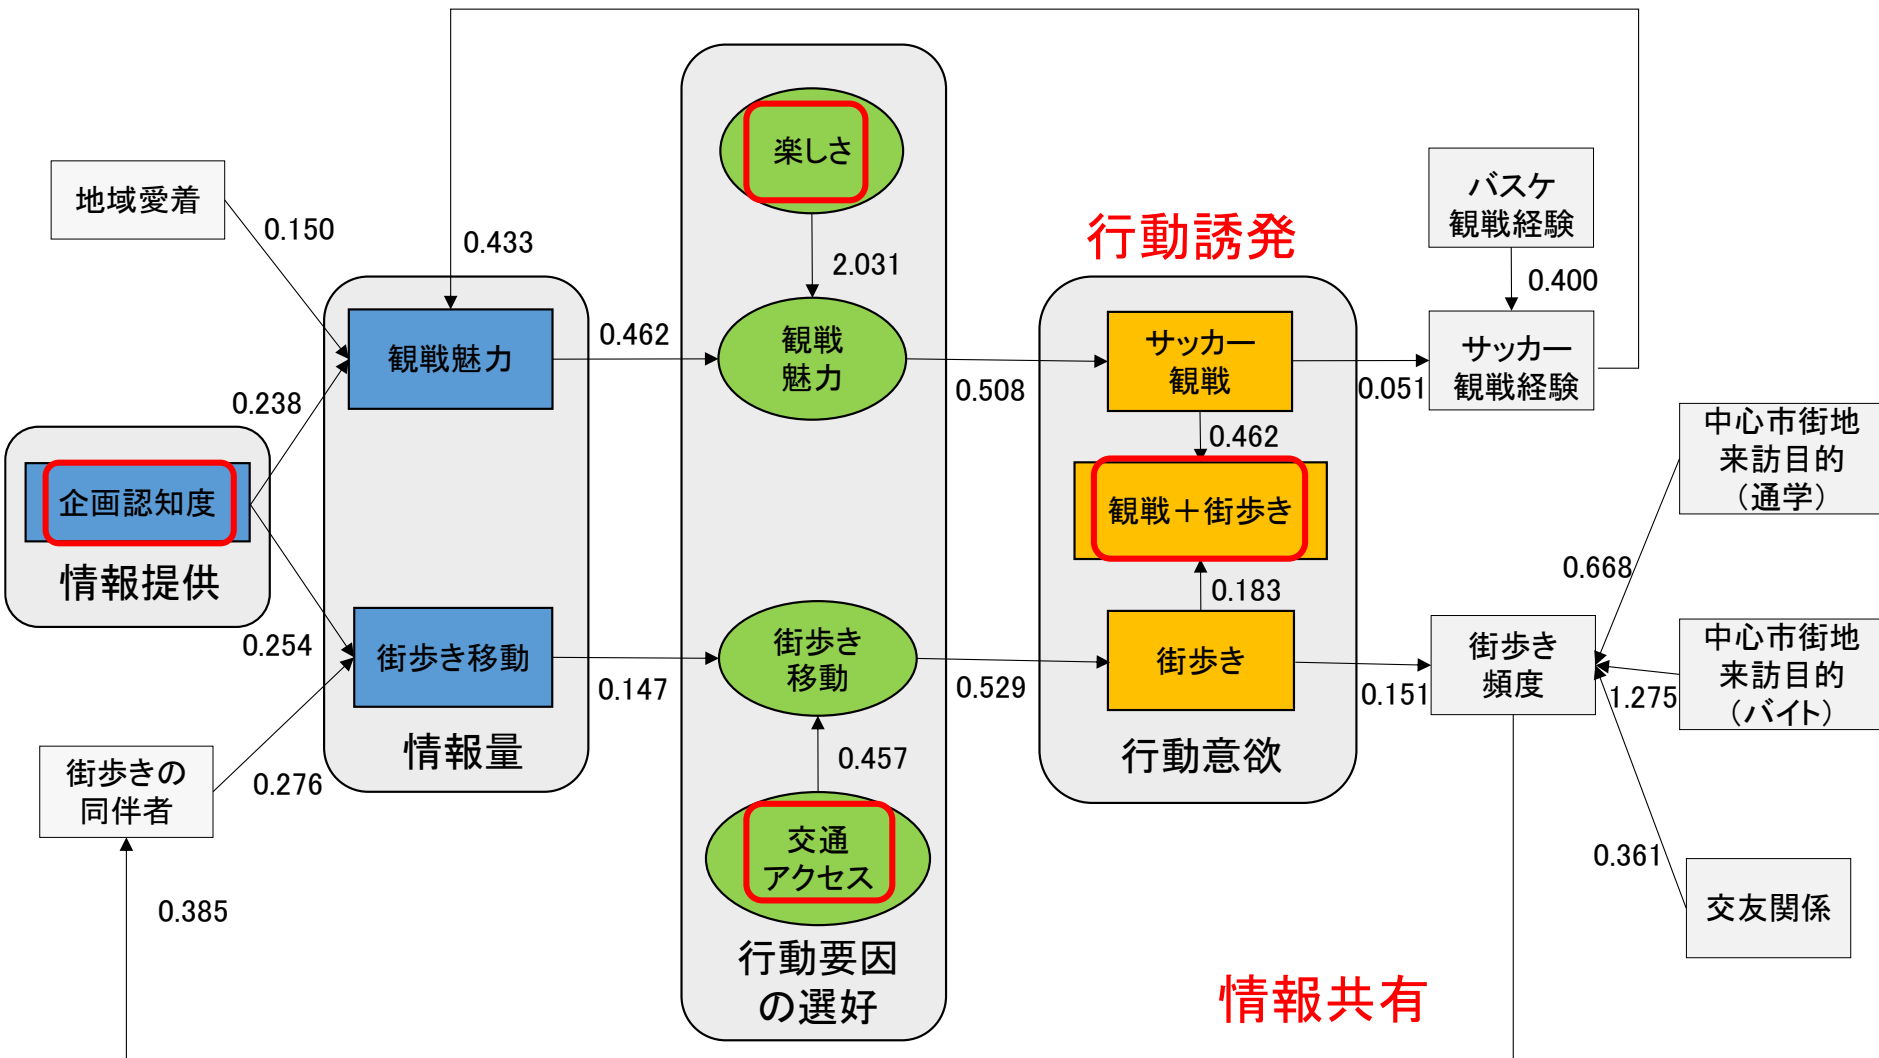 楽しさ
地域愛着
バスケ
観戦経験
0.150
0.433
2.031
行動誘発
0.400
観戦魅力
0.462
観戦
魅力
0.508
サッカー
観戦
0.051
サッカー
観戦経験
0.238
0.462
中心市街地
来訪目的
（通学）
企画認知度
情報提供
観戦＋街歩き
0.668
0.183
0.254
街歩き移動
0.147
街歩き
移動
0.529
街歩き
0.151
街歩き
頻度
1.275
中心市街地
来訪目的
（バイト）
情報量
0.457
行動意欲
街歩きの
同伴者
0.276
交通
アクセス
0.361
交友関係
0.385
行動要因
の選好
情報共有